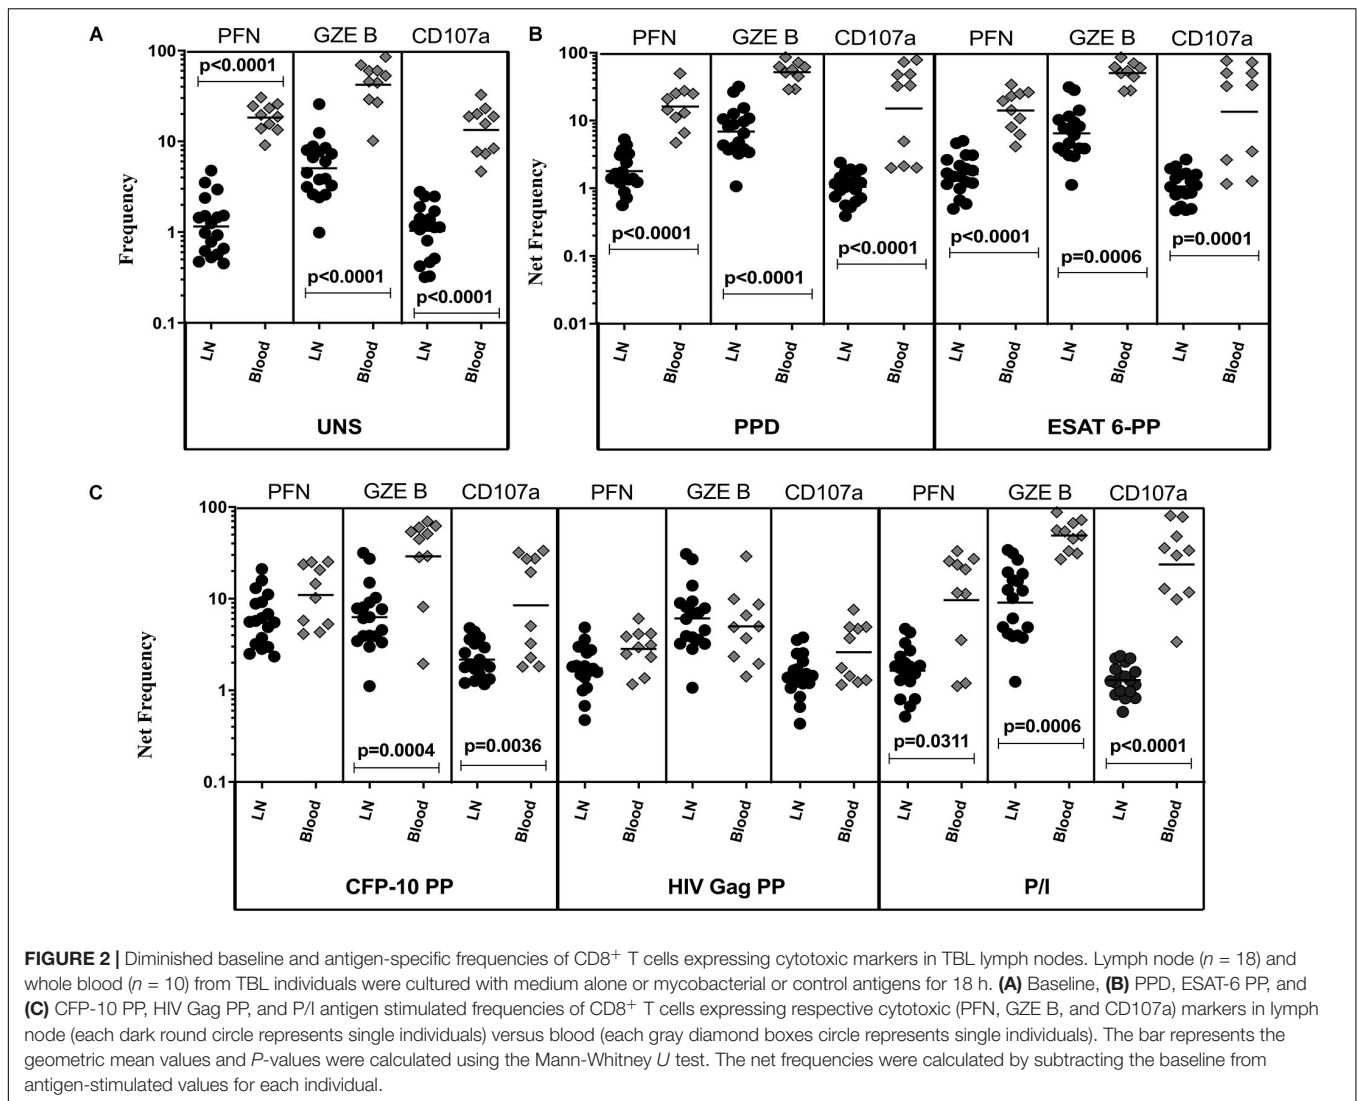 A
PFN GZE B CD107a
100
10
1
0.1
Frequency
p<0.0001
p<0.0001
p<0.0001
LN Blood LN Blood LN Blood
UNS
B
PFN GZE B CD107a PFN GZE B CD107a
100
10
1
0.1
0.01
Net Frequency
p<0.0001
p<0.0001
p<0.0001
p<0.0001
p=0.0006
p=0.0001
LN Blood LN Blood LN Blood LN Blood LN Blood LN Blood
PPD ESAT 6-PP
C
PFN GZE B CD107a PFN GZE B CD107a PFN GZE B CD107a
100
10
1
0.1
Net Frequency
p=0.0004
p=0.0036
p=0.0311
p=0.0006
p<0.0001
LN Blood LN Blood LN Blood LN Blood LN Blood LN Blood LN Blood LN Blood LN Blood
CFP-10 PP HIV Gag PP P/I
FIGURE 2 | Diminished baseline and antigen-specific frequencies of CD8+ T cells expressing cytotoxic markers in TBL lymph nodes. Lymph node (n = 18) and
whole blood (n = 10) from TBL individuals were cultured with medium alone or mycobacterial or control antigens for 18 h. (A) Baseline, (B) PPD, ESAT-6 PP, and
(C) CFP-10 PP, HIV Gag PP, and P/I antigen stimulated frequencies of CD8+ T cells expressing respective cytotoxic (PFN, GZE B, and CD107a) markers in lymph
node (each dark round circle represents single individuals) versus blood (each gray diamond boxes circle represents single individuals). The bar represents the
geometric mean values and P-values were calculated using the Mann-Whitney U test. The net frequencies were calculated by subtracting the baseline from
antigen-stimulated values for each individual.